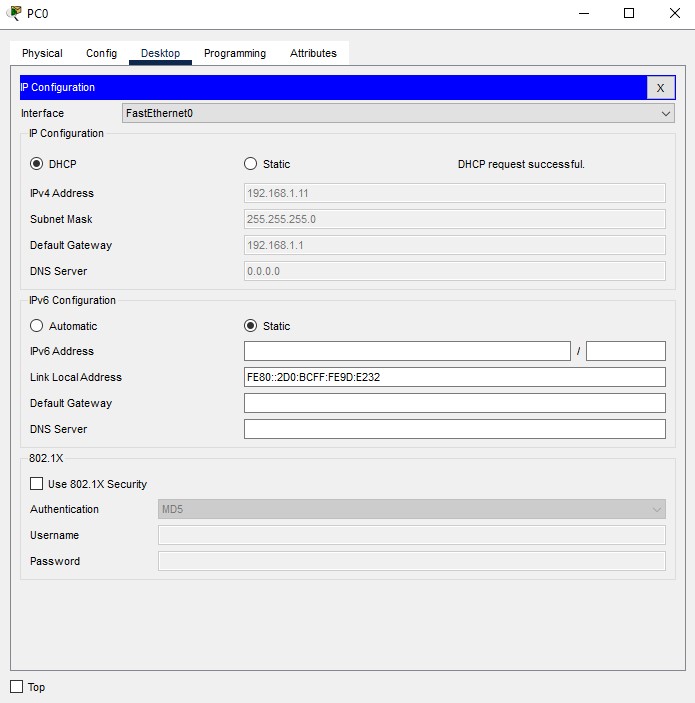 PC0
Physical Config Desktop Programming Attributes
IP Configuration
X
Interface FastEthernet0
IP Configuration
DHCP Static DHCP request successful.
IPv4 Address 192.168.1.11
Subnet Mask 255.255.255.0
Default Gateway 192.168.1.1
DNS Server 0.0.0.0
IPv6 Configuration
Automatic Static
IPv6 Address /
Link Local Address FE80::2D0:BCFF:FE9D:E232
Default Gateway
DNS Server
802.1X
Use 802.1X Security
Authentication MD5
Username
Password
Top